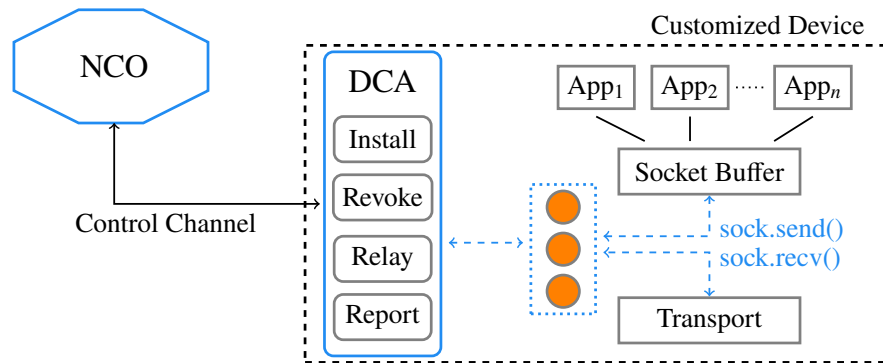 Customized Device
NCO
DCA
App1 App2 ..... Appn
Install
Socket Buffer
Revoke
Control Channel
sock.send()
sock.recv()
Relay
Report
Transport